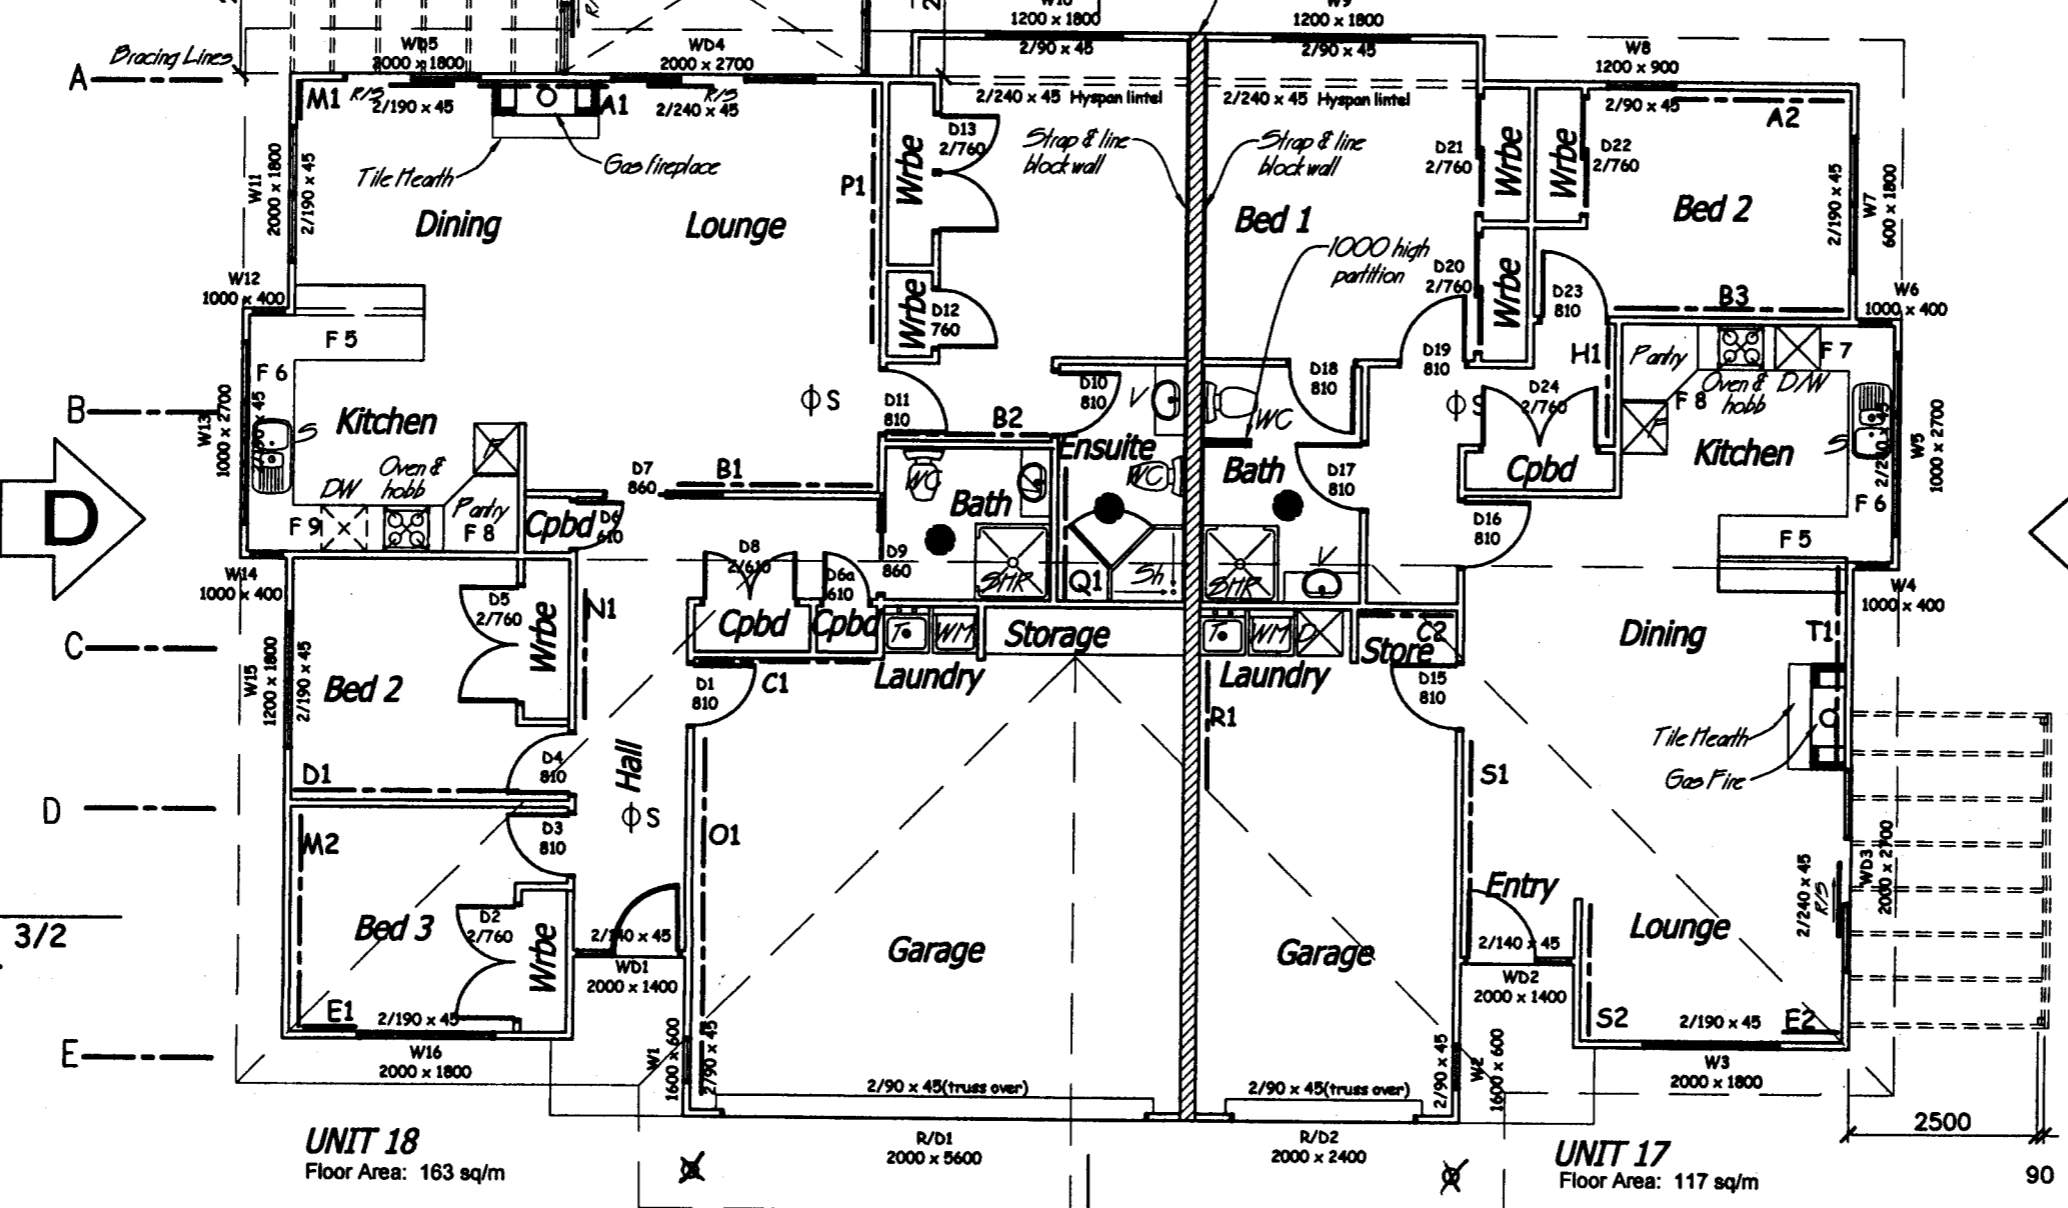 W10
1200 x 1800
2/90 x 45
W9
1200 x 1800
2/90 x 45
Bracing Lines
A
WD5
2000 x 1800
R/S
2/190 x 45
WD4
2000 x 2700
R/S
2/240 x 45
2/240 x 45 Hyspan lintel
2/240 x 45 Hyspan lintel
W8
1200 x 900
2/90 x 45
M1
A1
A2
Tile Hearth
Gas fireplace
W11
2000 x 1800
2/190 x 45
Dining
Lounge
P1
Wrbe
D13
2/760
Strap & line
block wall
Strap & line
block wall
Bed 1
1000 high
partition
D21
2/760
Wrbe
Wrbe
D22
2/760
Bed 2
2/190 x 45
W7
600 x 1800
W12
1000 x 400
Wrbe
D12
760
D20
2/760
Wrbe
D23
810
B3
W6
1000 x 400
F 5
F 6
B
W13
1000 x 2700
S
Kitchen
F
DW
Oven &
hobb
Pantry
F 9
F 8
S
D11
810
B2
D10
810
V
Ensuite
WC
D18
810
WC
Bath
D17
810
D19
810
S
H1
D24
2/760
Cpbd
Pantry
Oven &
hobb
D/W
F 7
F 8
F
Kitchen
S
W5
1000 x 2700
F 6
F 5
D
D7
860
B1
Cpbd
D6
610
WC
Bath
SHR
Q1
Sh
SHR
V
D16
810
W14
1000 x 400
D8
2/610
D6a
610
D9
860
W4
1000 x 400
D5
2/760
Wrbe
N1
Cpbd
Cpbd
T
WM
Storage
T
WM
D
C2
Store
Dining
T1
C
W15
1200 x 1800
2/190 x 45
Bed 2
D1
810
C1
Laundry
Laundry
D15
810
R1
Tile Hearth
Gas Fire
D1
D4
810
Hall
S
S1
D
M2
D3
810
O1
Bed 3
D2
2/760
Wrbe
2/140 x 45
WD1
2000 x 1400
Garage
Garage
Entry
2/140 x 45
WD2
2000 x 1400
Lounge
2/240 x 45
R/S
WD3
2000 x 2700
3/2
E1
2/190 x 45
S2
2/190 x 45
E2
E
W16
2000 x 1800
W1
1600 x 600
2/90 x 45
2/90 x 45(truss over)
2/90 x 45(truss over)
2/90 x 45
W2
1600 x 600
W3
2000 x 1800
2500
90
UNIT 18
Floor Area: 163 sq/m
R/D1
2000 x 5600
R/D2
2000 x 2400
UNIT 17
Floor Area: 117 sq/m